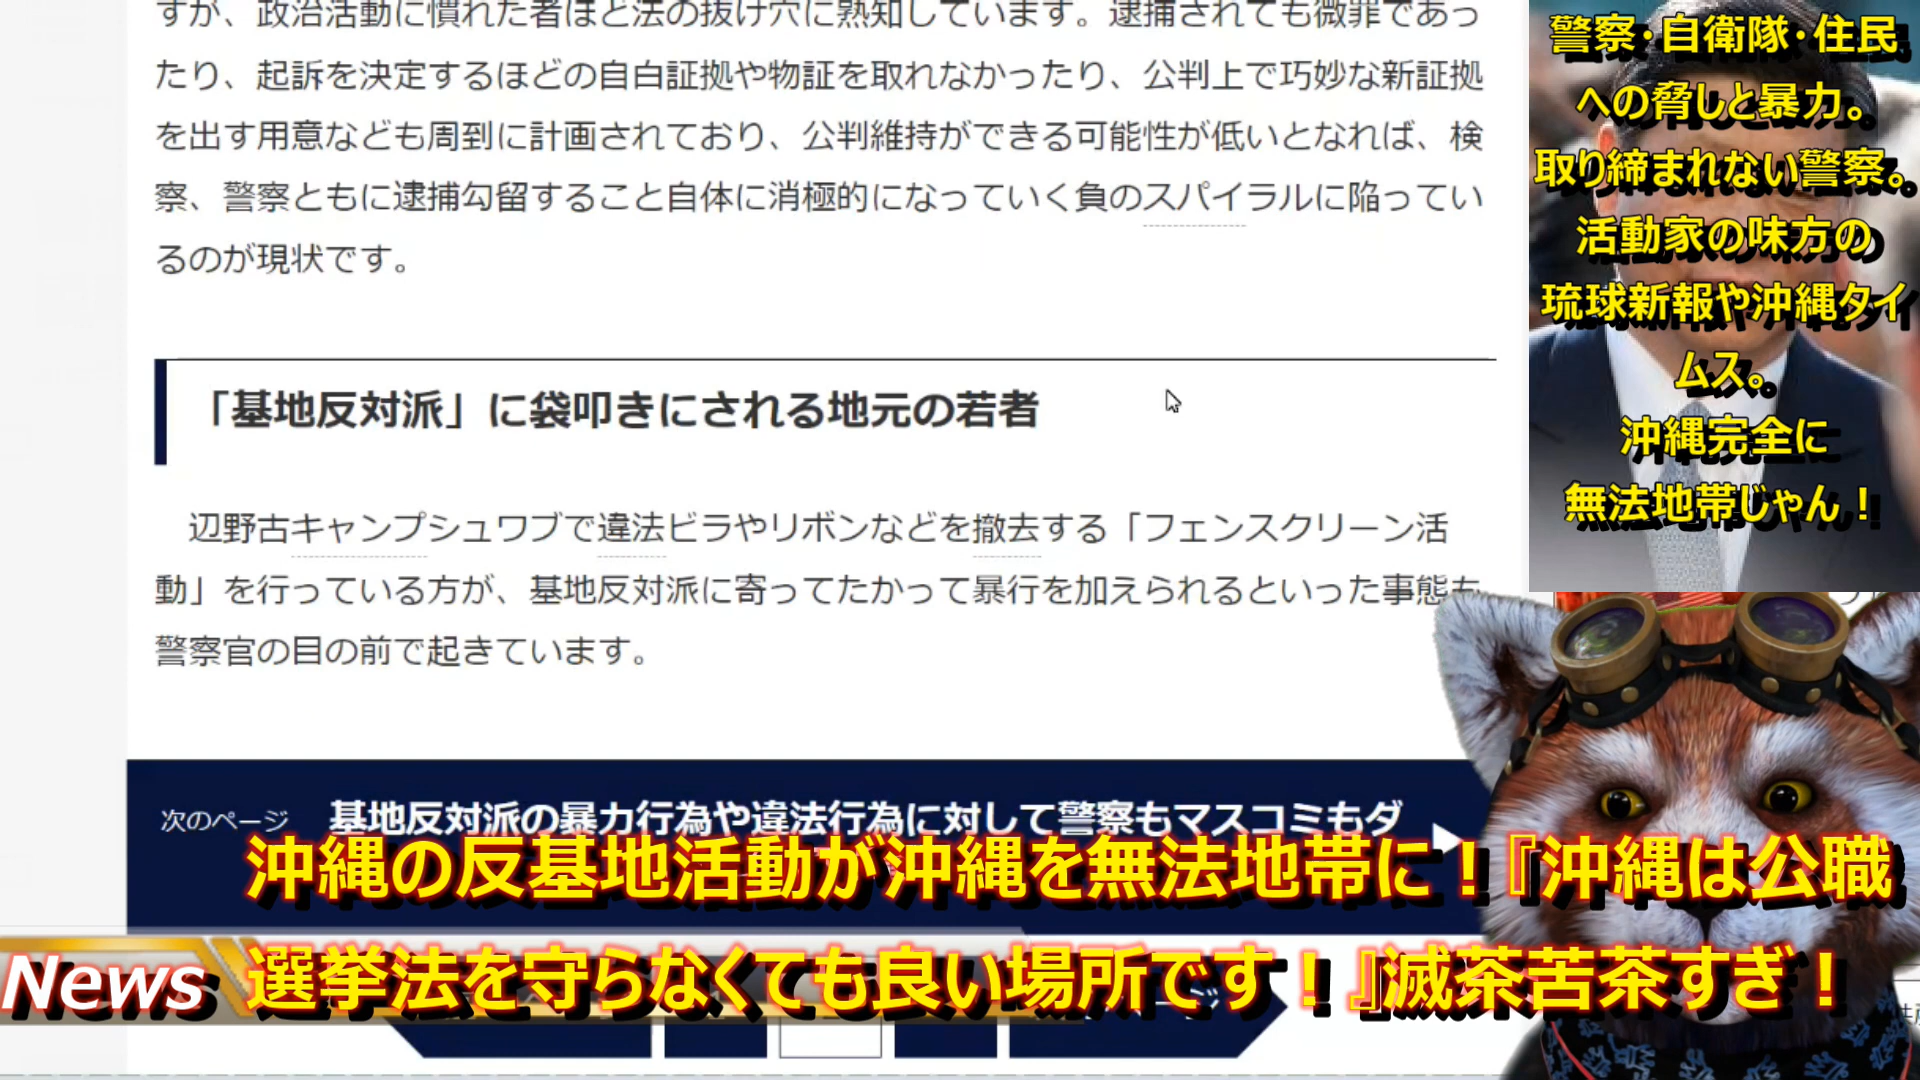 すが、政治活動に慣れた者ほど法の抜け穴に熟知しています。逮捕されても微罪であっ
たり、起訴を決定するほどの自白証拠や物証を取れなかったり、公判上で巧妙な新証拠
を出す用意なども周到に計画されており、公判維持ができる可能性が低いとなれば、検
察、警察ともに逮捕勾留すること自体に消極的になっていく負のスパイラルに陥ってい
るのが現状です。
「基地反対派」に袋叩きにされる地元の若者
辺野古キャンプシュワブで違法ビラやリボンなどを撤去する「フェンスクリーン活
動」を行っている方が、基地反対派に寄ってたかって暴行を加えられるといった事態も
警察官の目の前で起きています。
次のページ 基地反対派の暴力行為や違法行為に対して警察もマスコミもダ
警察・自衛隊・住民
への脅しと暴力。
取り締まれない警察。
活動家の味方の
琉球新報や沖縄タイ
ムス。
沖縄完全に
無法地帯じゃん！
沖縄の反基地活動が沖縄を無法地帯に！『沖縄は公職
News 選挙法を守らなくても良い場所です！』滅茶苦茶すぎ！